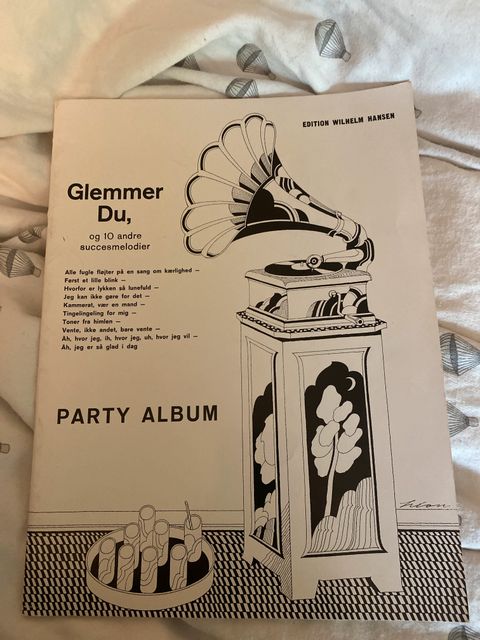 EDITION WILHELM HANSEN
Glemmer
Du,
og 10 andre
succesmelodier
Alle fugle fløjter på en sang om kærlighed –
Først et lille blink –
Hvorfor er lykken så lunefuld –
Jeg kan ikke gøre for det –
Kammerat, vær en mand –
Tingelingeling for mig –
Toner fra himlen –
Vente, ikke andet, bare vente –
Åh, hvor jeg, ih, hvor jeg, uh, hvor jeg vil –
Åh, jeg er så glad i dag
PARTY ALBUM